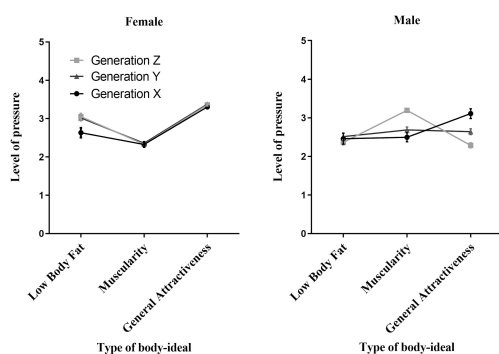 Female
Level of pressure
5
4
3
2
1
0
Generation Z
Generation Y
Generation X
Low Body Fat
Muscularity
General Attractiveness
Type of body-ideal
Male
Level of pressure
5
4
3
2
1
0
Low Body Fat
Muscularity
General Attractiveness
Type of body-ideal